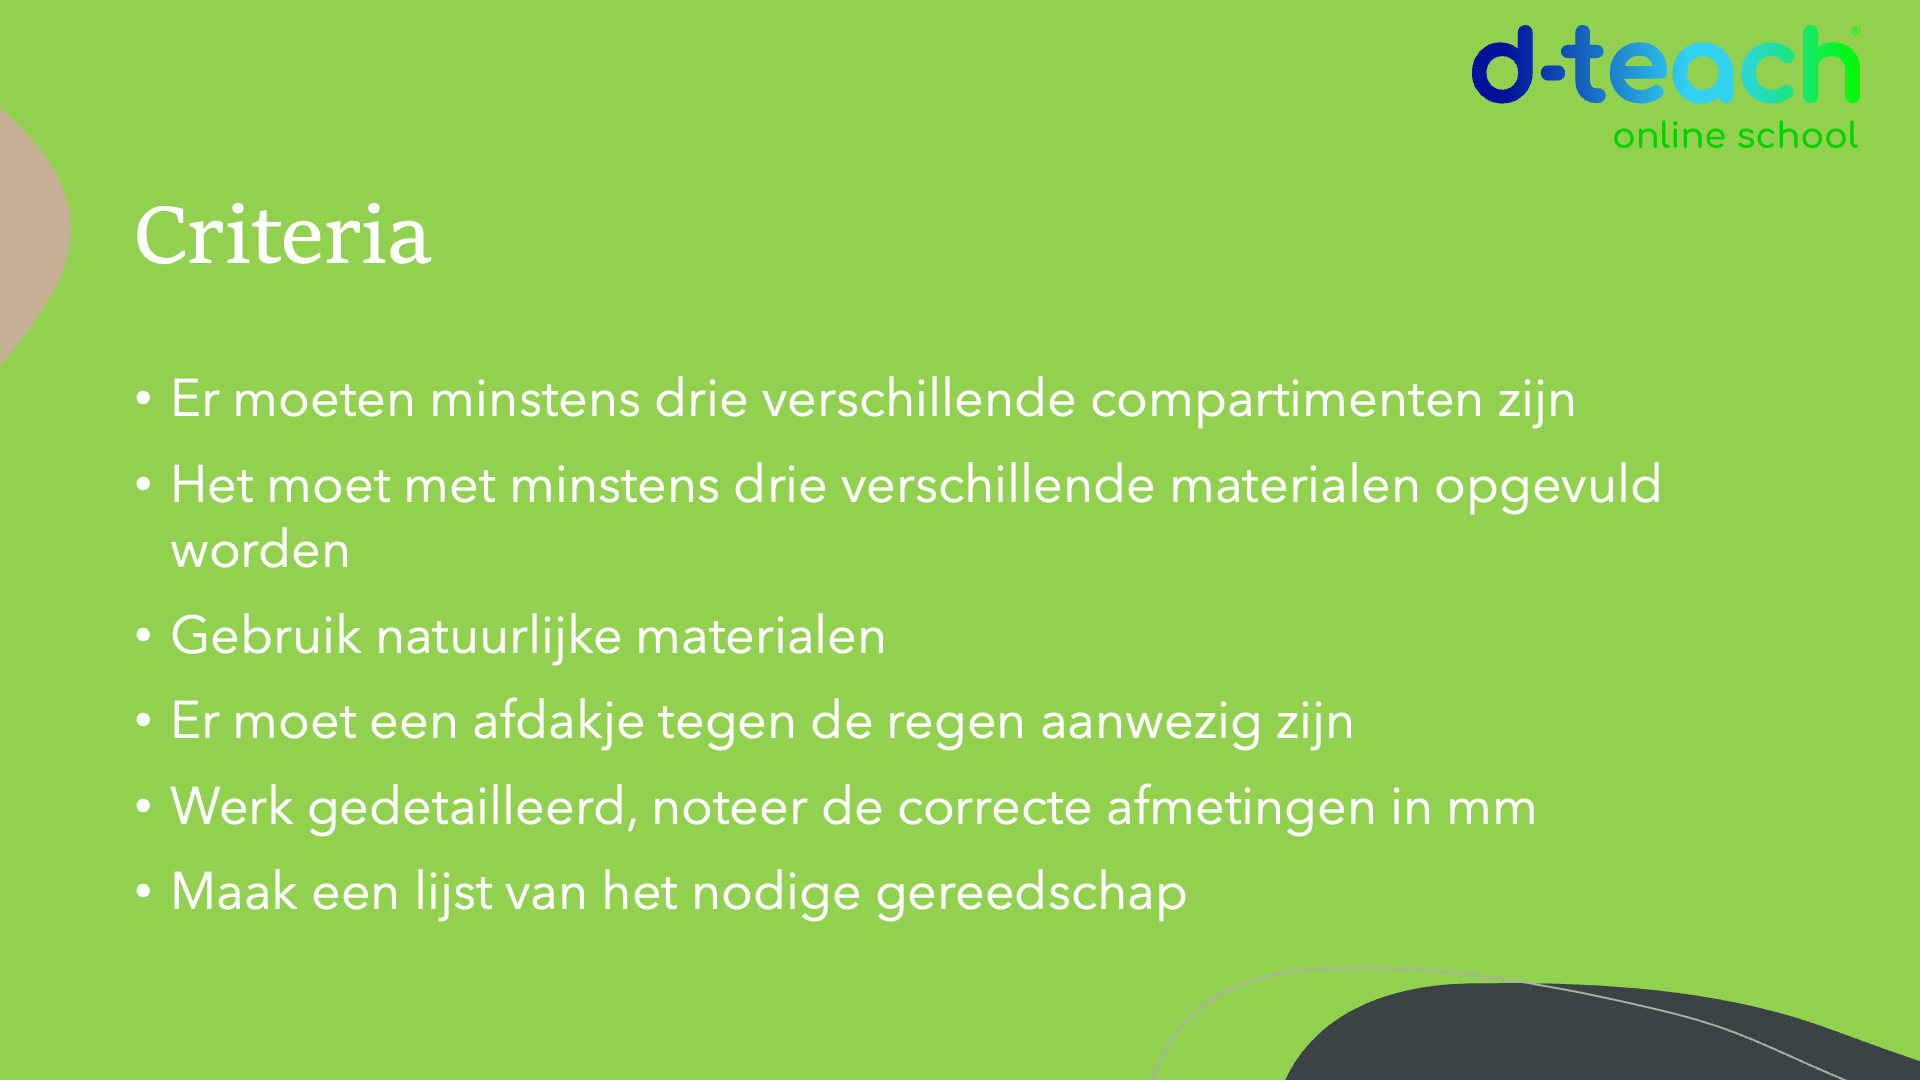 d-teach®
online school
Criteria
• Er moeten minstens drie verschillende compartimenten zijn
• Het moet met minstens drie verschillende materialen opgevuld
worden
• Gebruik natuurlijke materialen
• Er moet een afdakje tegen de regen aanwezig zijn
• Werk gedetailleerd, noteer de correcte afmetingen in mm
• Maak een lijst van het nodige gereedschap